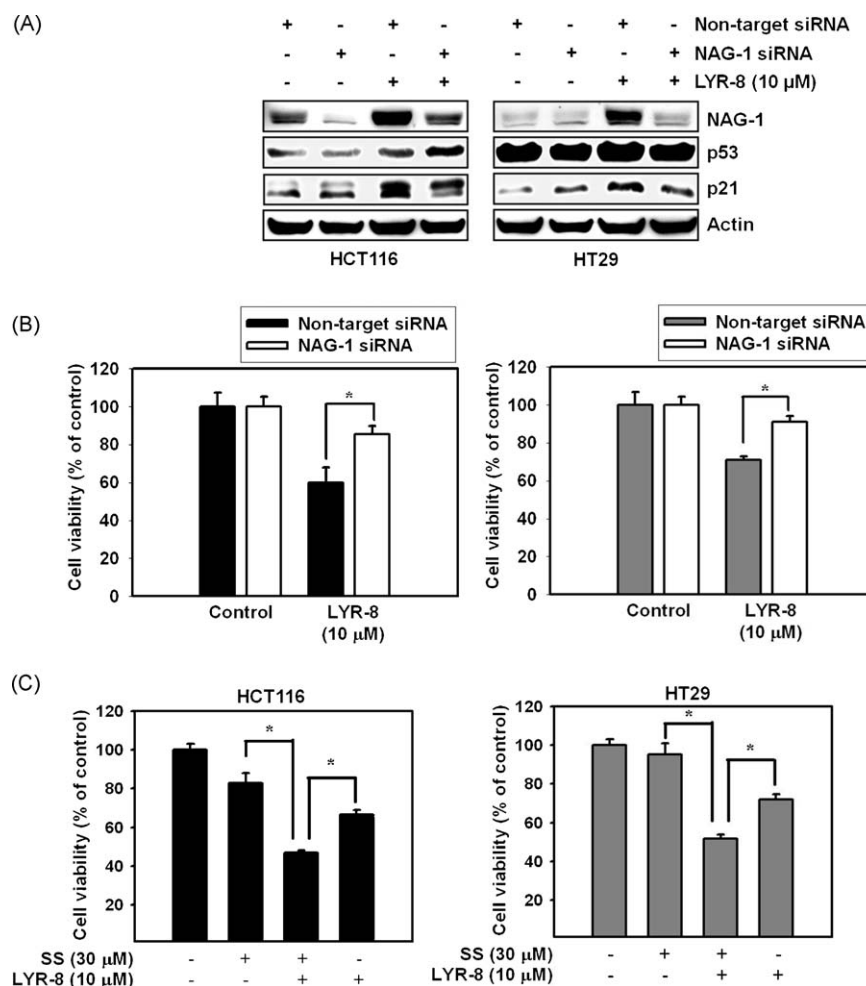 (A)
+ - + - + - + - Non-target siRNA
- + - + - + - + NAG-1 siRNA
- - + + - - + + LYR-8 (10 µM)
NAG-1
p53
p21
Actin
HCT116 HT29
(B)
Non-target siRNA
NAG-1 siRNA
Cell viability (% of control)
120
100
80
60
40
20
0
*
Control LYR-8
(10 µM)
Non-target siRNA
NAG-1 siRNA
Cell viability (% of control)
120
100
80
60
40
20
0
*
Control LYR-8
(10 µM)
(C)
HCT116
Cell viability (% of control)
120
100
80
60
40
20
*
*
SS (30 µM) - + + -
LYR-8 (10 µM) - - + +
HT29
Cell viability (% of control)
120
100
80
60
40
20
*
*
SS (30 µM) - + + -
LYR-8 (10 µM) - - + +